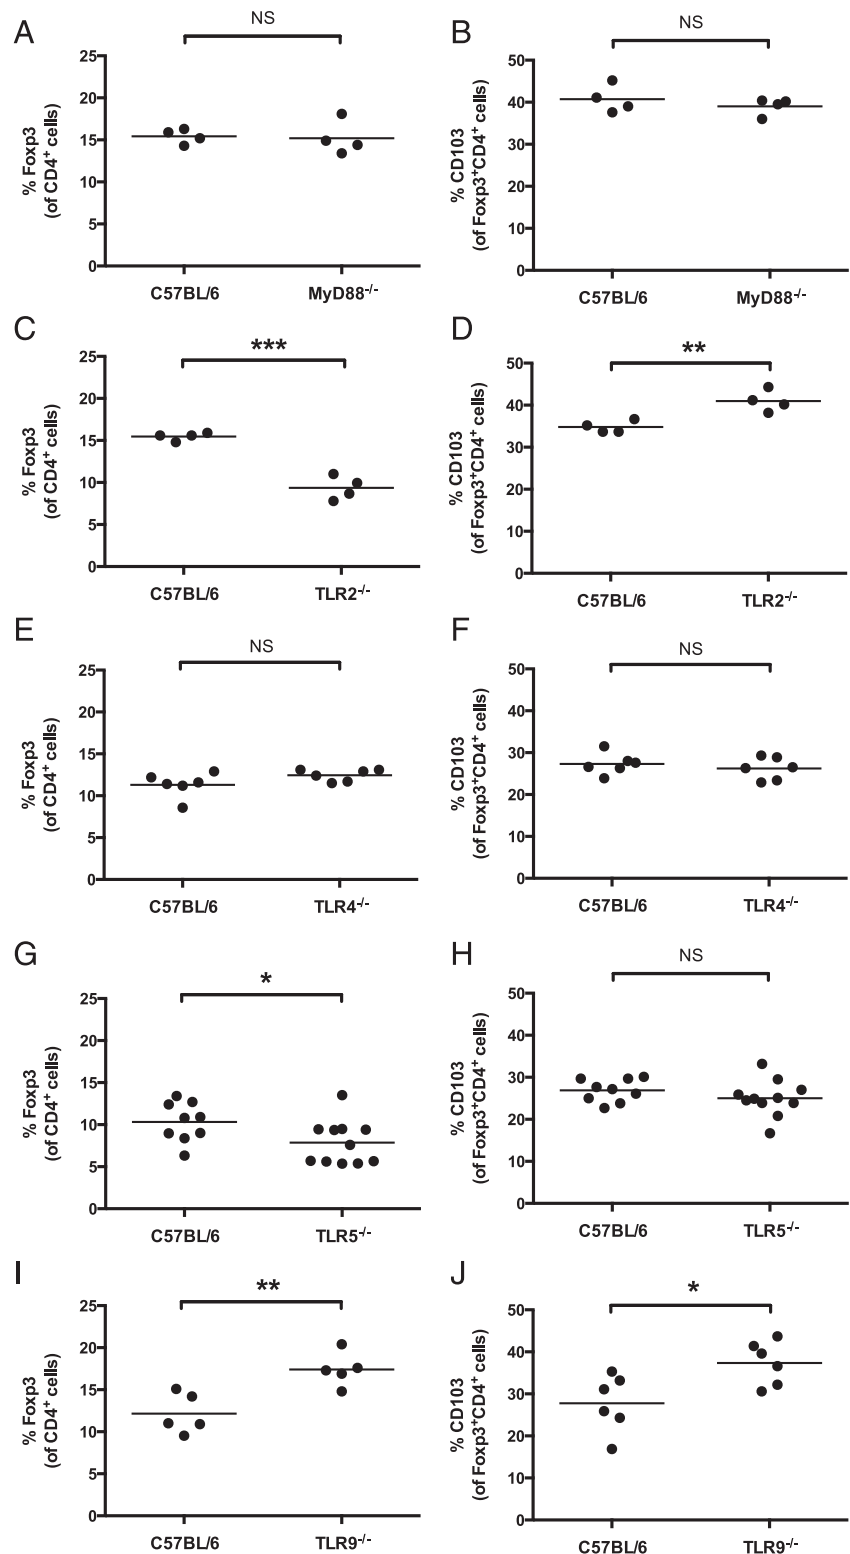 A
NS
% Foxp3
(of CD4⁺ cells)
25
20
15
10
5
0
C57BL/6
MyD88⁻/⁻
B
NS
% CD103
(of Foxp3⁺CD4⁺ cells)
50
40
30
20
10
0
C57BL/6
MyD88⁻/⁻
C
***
% Foxp3
(of CD4⁺ cells)
25
20
15
10
5
0
C57BL/6
TLR2⁻/⁻
D
**
% CD103
(of Foxp3⁺CD4⁺ cells)
50
40
30
20
10
0
C57BL/6
TLR2⁻/⁻
E
NS
% Foxp3
(of CD4⁺ cells)
25
20
15
10
5
0
C57BL/6
TLR4⁻/⁻
F
NS
% CD103
(of Foxp3⁺CD4⁺ cells)
50
40
30
20
10
0
C57BL/6
TLR4⁻/⁻
G
*
% Foxp3
(of CD4⁺ cells)
25
20
15
10
5
0
C57BL/6
TLR5⁻/⁻
H
NS
% CD103
(of Foxp3⁺CD4⁺ cells)
50
40
30
20
10
0
C57BL/6
TLR5⁻/⁻
I
**
% Foxp3
(of CD4⁺ cells)
25
20
15
10
5
0
C57BL/6
TLR9⁻/⁻
J
*
% CD103
(of Foxp3⁺CD4⁺ cells)
50
40
30
20
10
0
C57BL/6
TLR9⁻/⁻